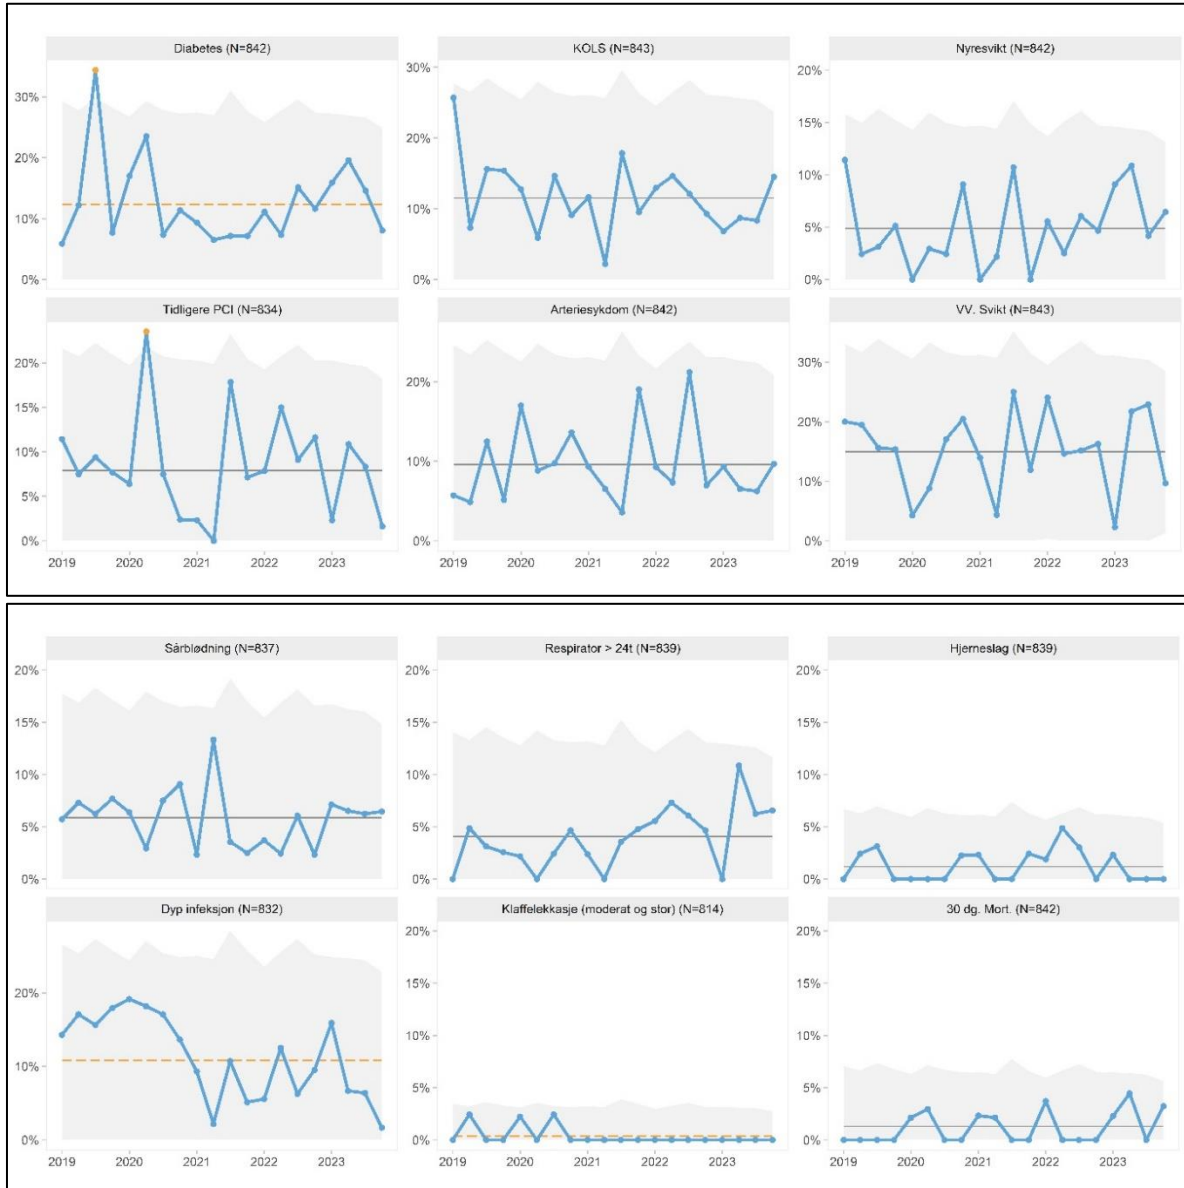 Diabetes (N=842)
KOLS (N=843)
Nyresvikt (N=842)
30%
20%
10%
0%
30%
20%
10%
0%
20%
15%
10%
5%
0%
Tidligere PCI (N=834)
Arteriesykdom (N=842)
VV. Svikt (N=843)
20%
15%
10%
5%
0%
20%
10%
0%
30%
20%
10%
0%
2019 2020 2021 2022 2023
2019 2020 2021 2022 2023
2019 2020 2021 2022 2023
Sårblødning (N=837)
Respirator > 24t (N=839)
Hjerneslag (N=839)
20%
15%
10%
5%
0%
20%
15%
10%
5%
0%
20%
15%
10%
5%
0%
Dyp infeksjon (N=832)
Klaffelekkasje (moderat og stor) (N=814)
30 dg. Mort. (N=842)
20%
10%
0%
20%
15%
10%
5%
0%
20%
15%
10%
5%
0%
2019 2020 2021 2022 2023
2019 2020 2021 2022 2023
2019 2020 2021 2022 2023